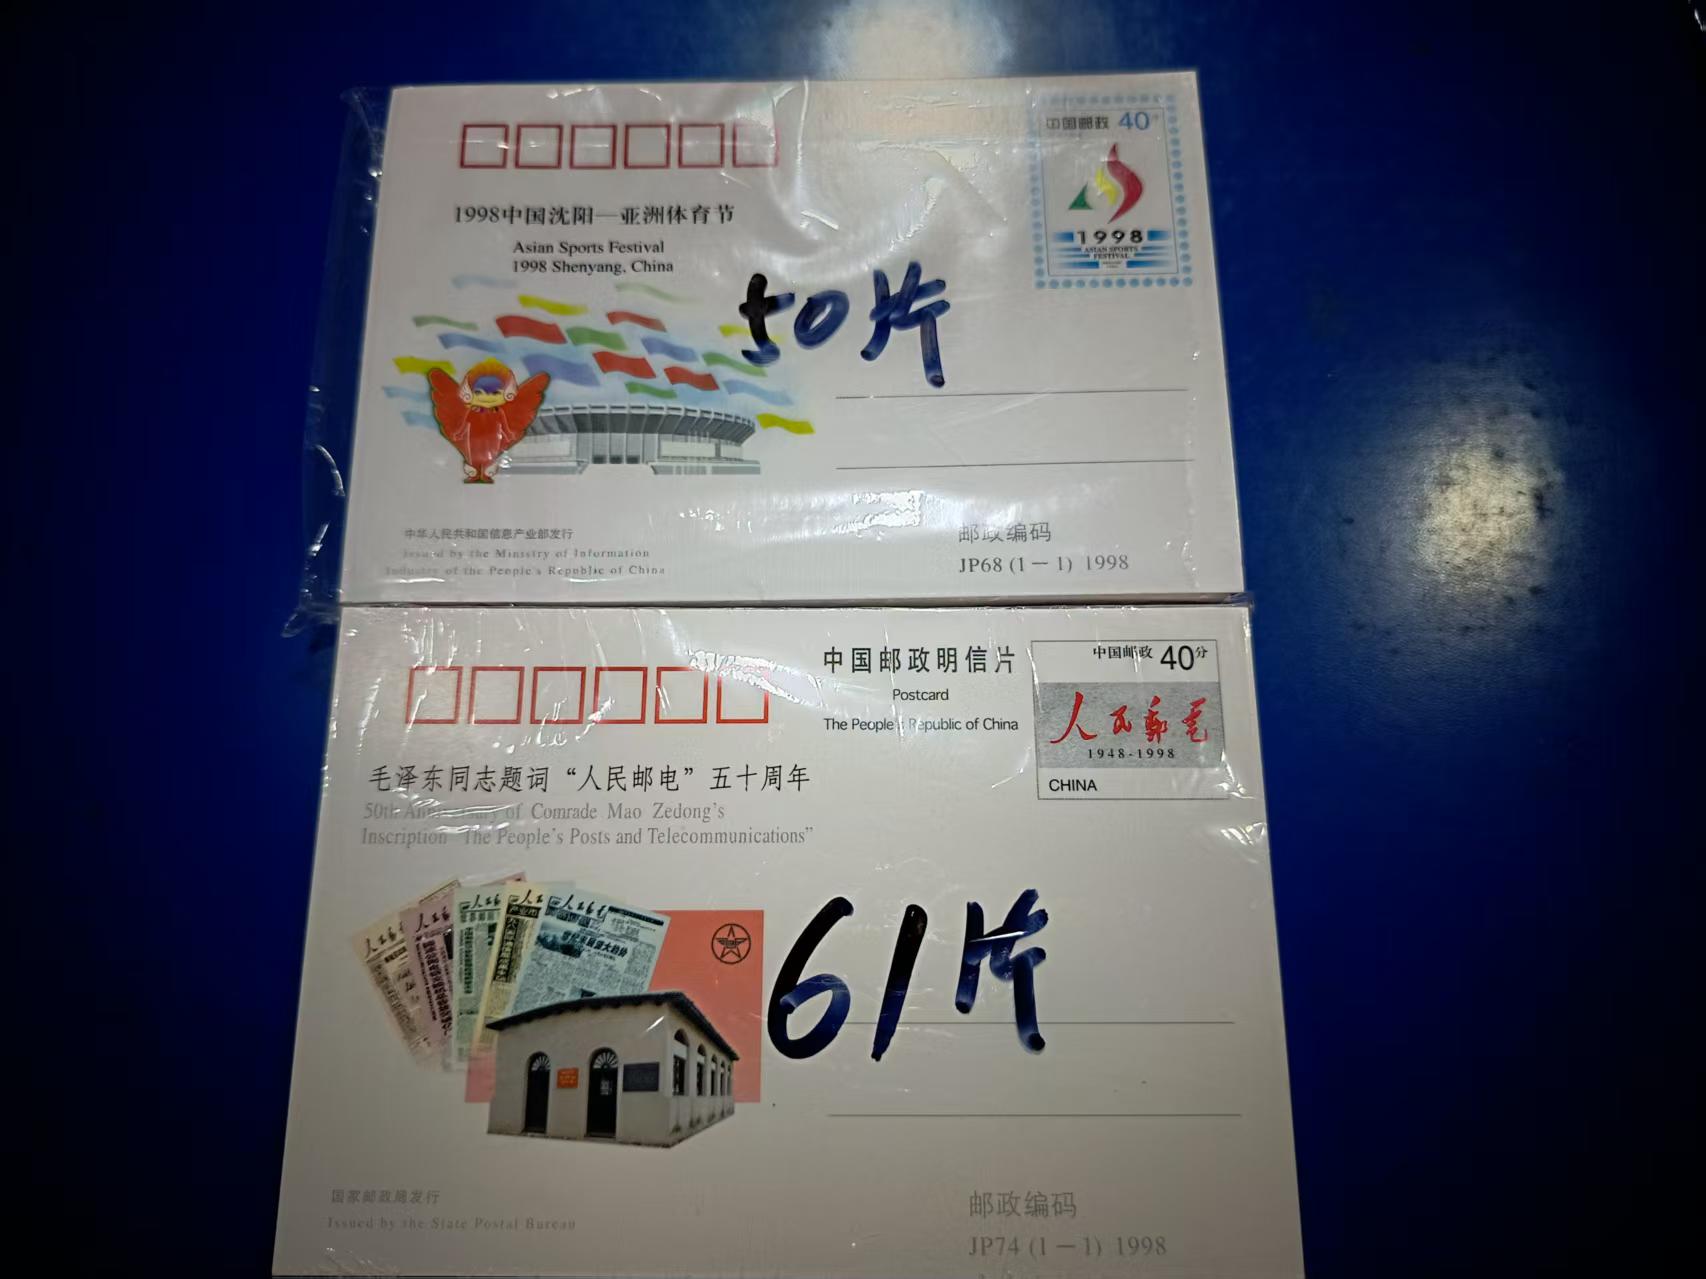 中国邮政 40分
1998
ASIAN SPORTS
FESTIVAL
1998中国沈阳—亚洲体育节
Asian Sports Festival
1998 Shenyang, China
50片
中华人民共和国信息产业部发行
Issued by the Ministry of Information
Industry of the People's Republic of China
邮政编码
JP68 (1－1) 1998
中国邮政明信片
Postcard
The People's Republic of China
中国邮政 40分
人民邮电
1948-1998
CHINA
毛泽东同志题词“人民邮电”五十周年
50th Anniversary of Comrade Mao Zedong's
Inscription "The People's Posts and Telecommunications"
61片
国家邮政局发行
Issued by the State Postal Bureau
邮政编码
JP74 (1－1) 1998